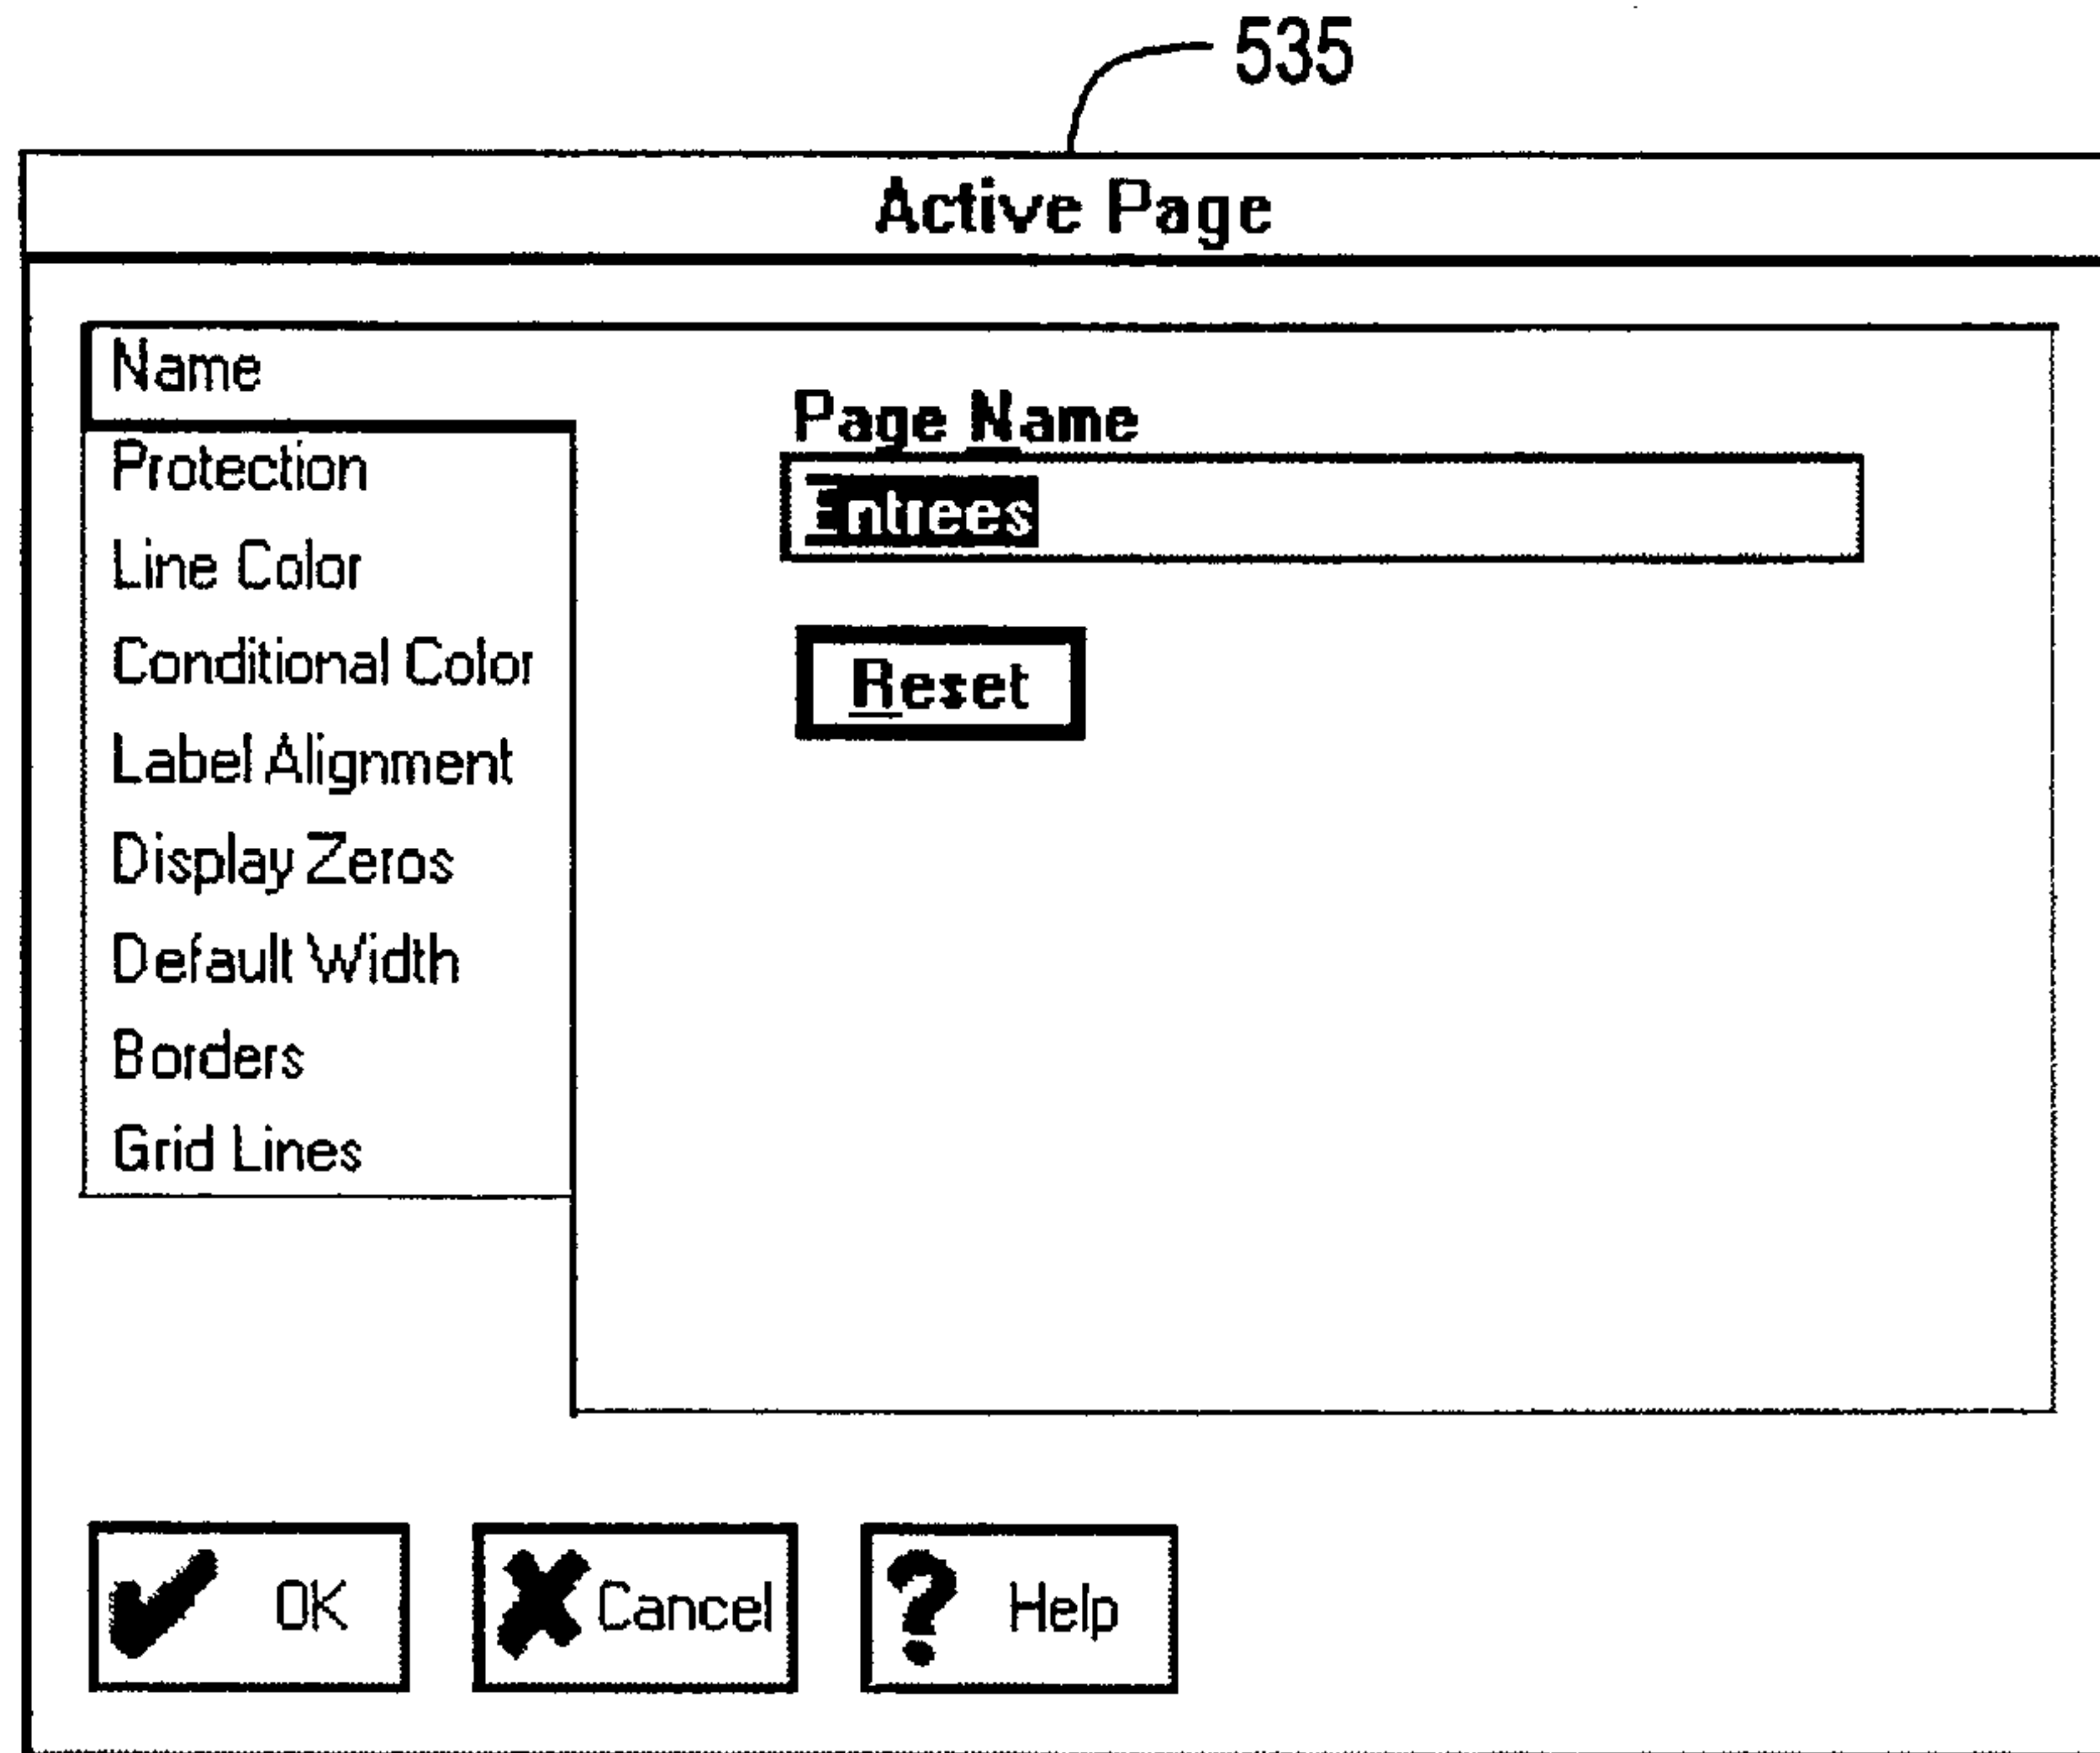 535
Active Page
Name
Protection
Line Color
Conditional Color
Label Alignment
Display Zeros
Default Width
Borders
Grid Lines
Page Name
Entrees
Reset
OK
Cancel
Help